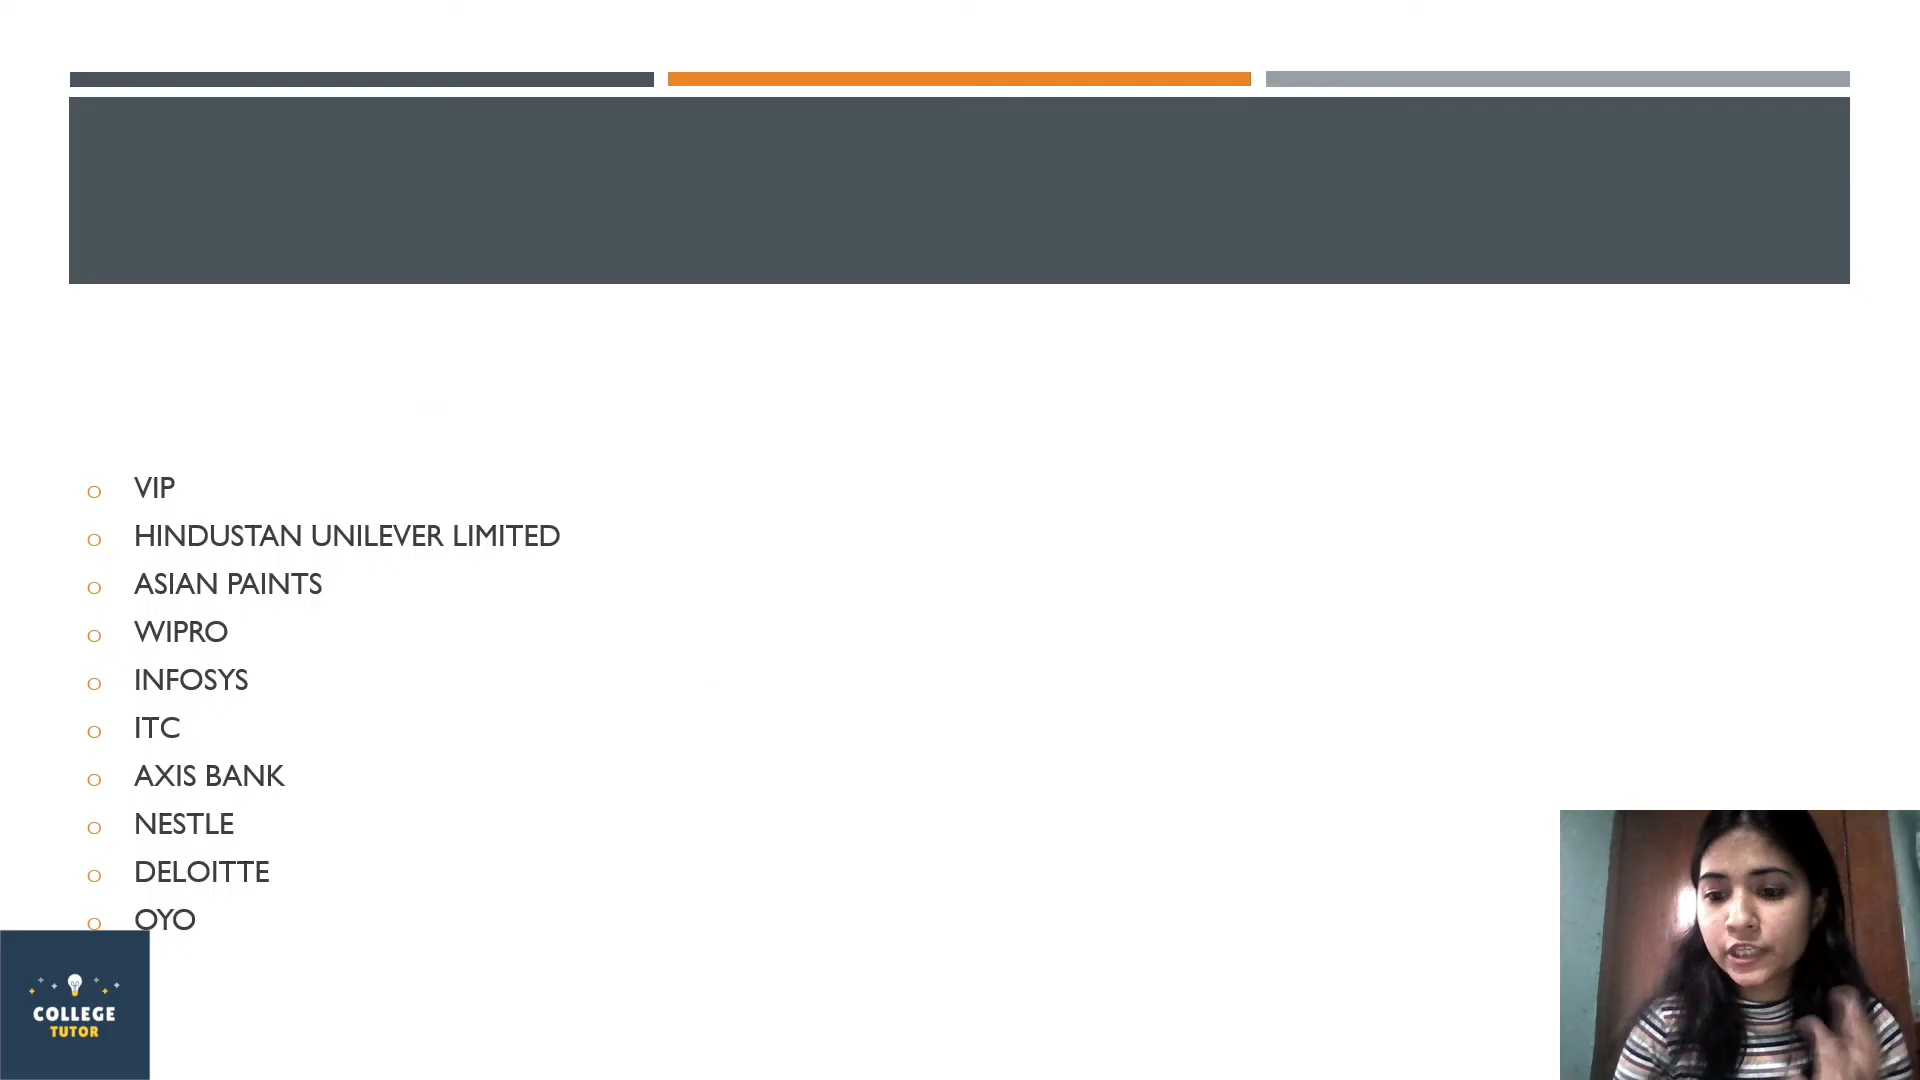 VIP
HINDUSTAN UNILEVER LIMITED
ASIAN PAINTS
WIPRO
INFOSYS
ITC
AXIS BANK
NESTLE
DELOITTE
OYO
COLLEGE
TUTOR